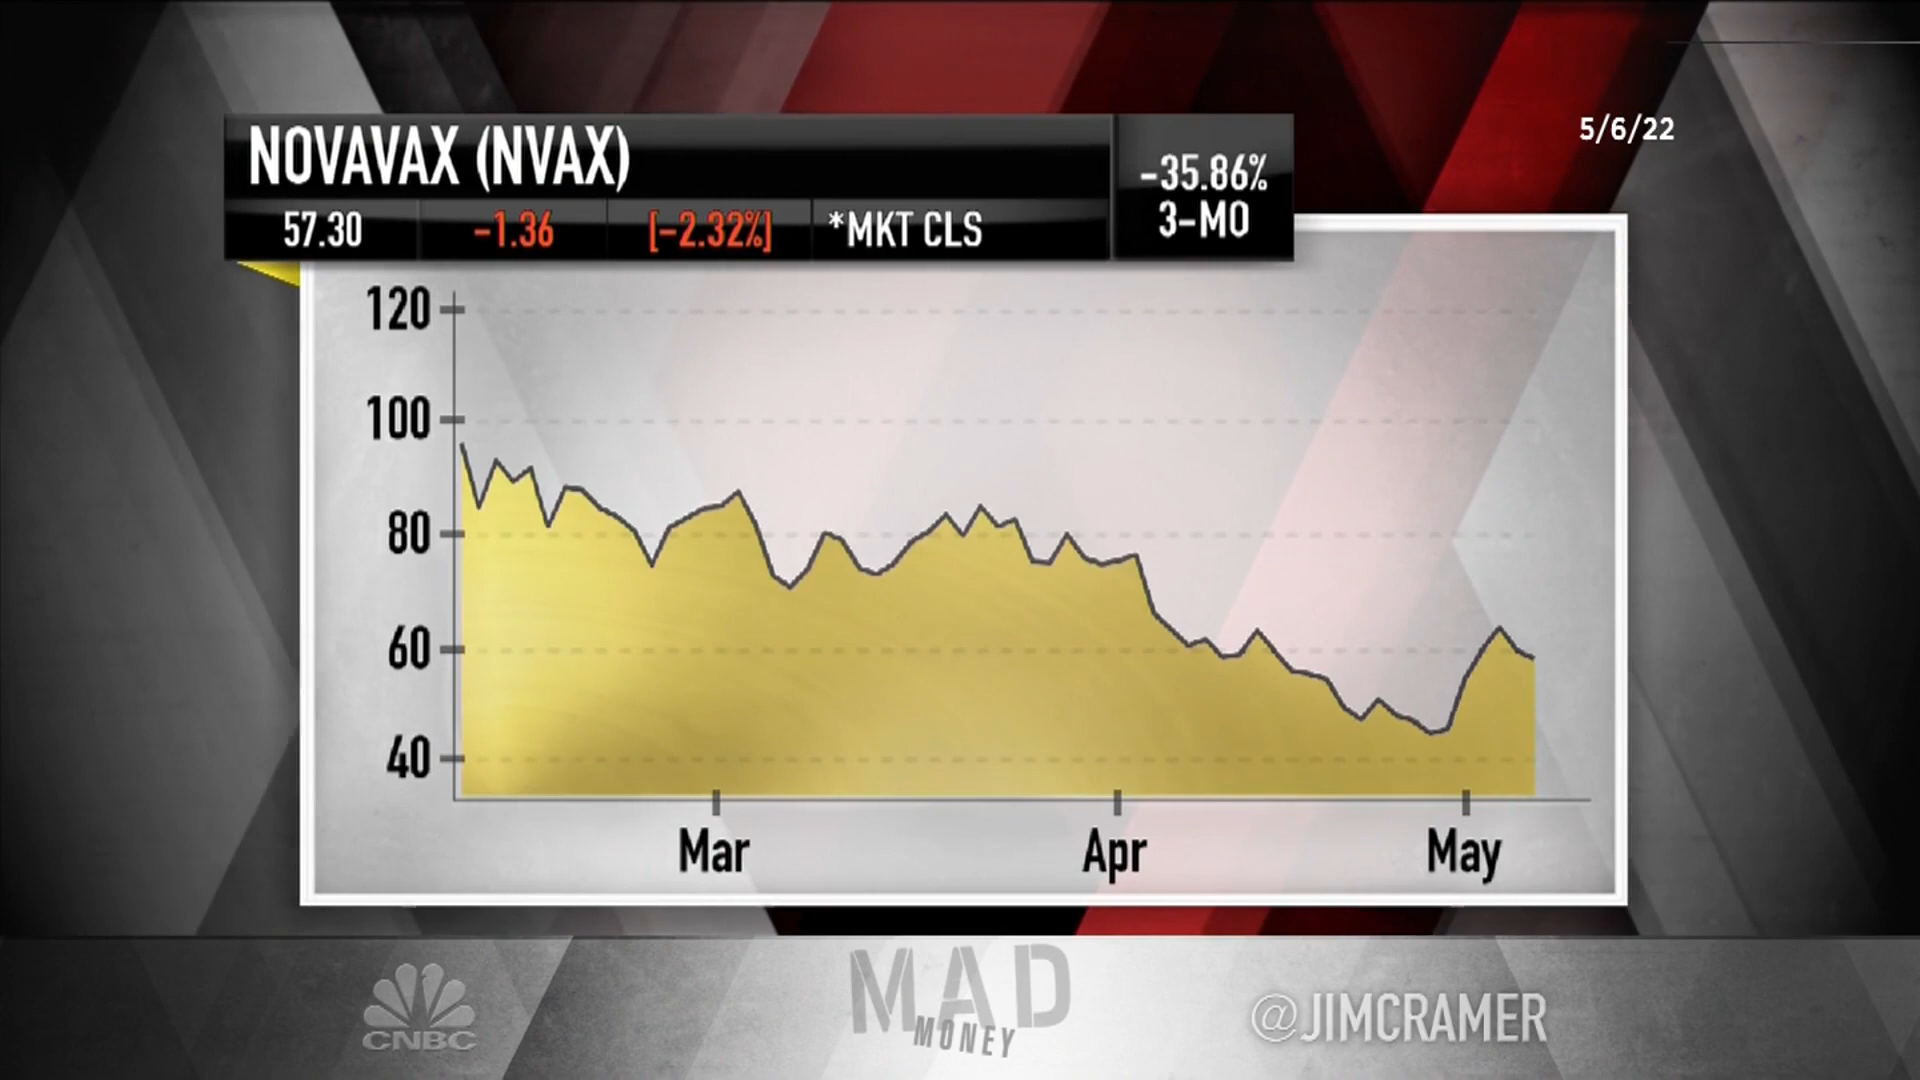 NOVAVAX (NVAX)
57.30 -1.36 [-2.32%] *MKT CLS
-35.86%
3-MO
5/6/22
120
100
80
60
40
Mar Apr May
CNBC
MAD
MONEY
@JIMCRAMER